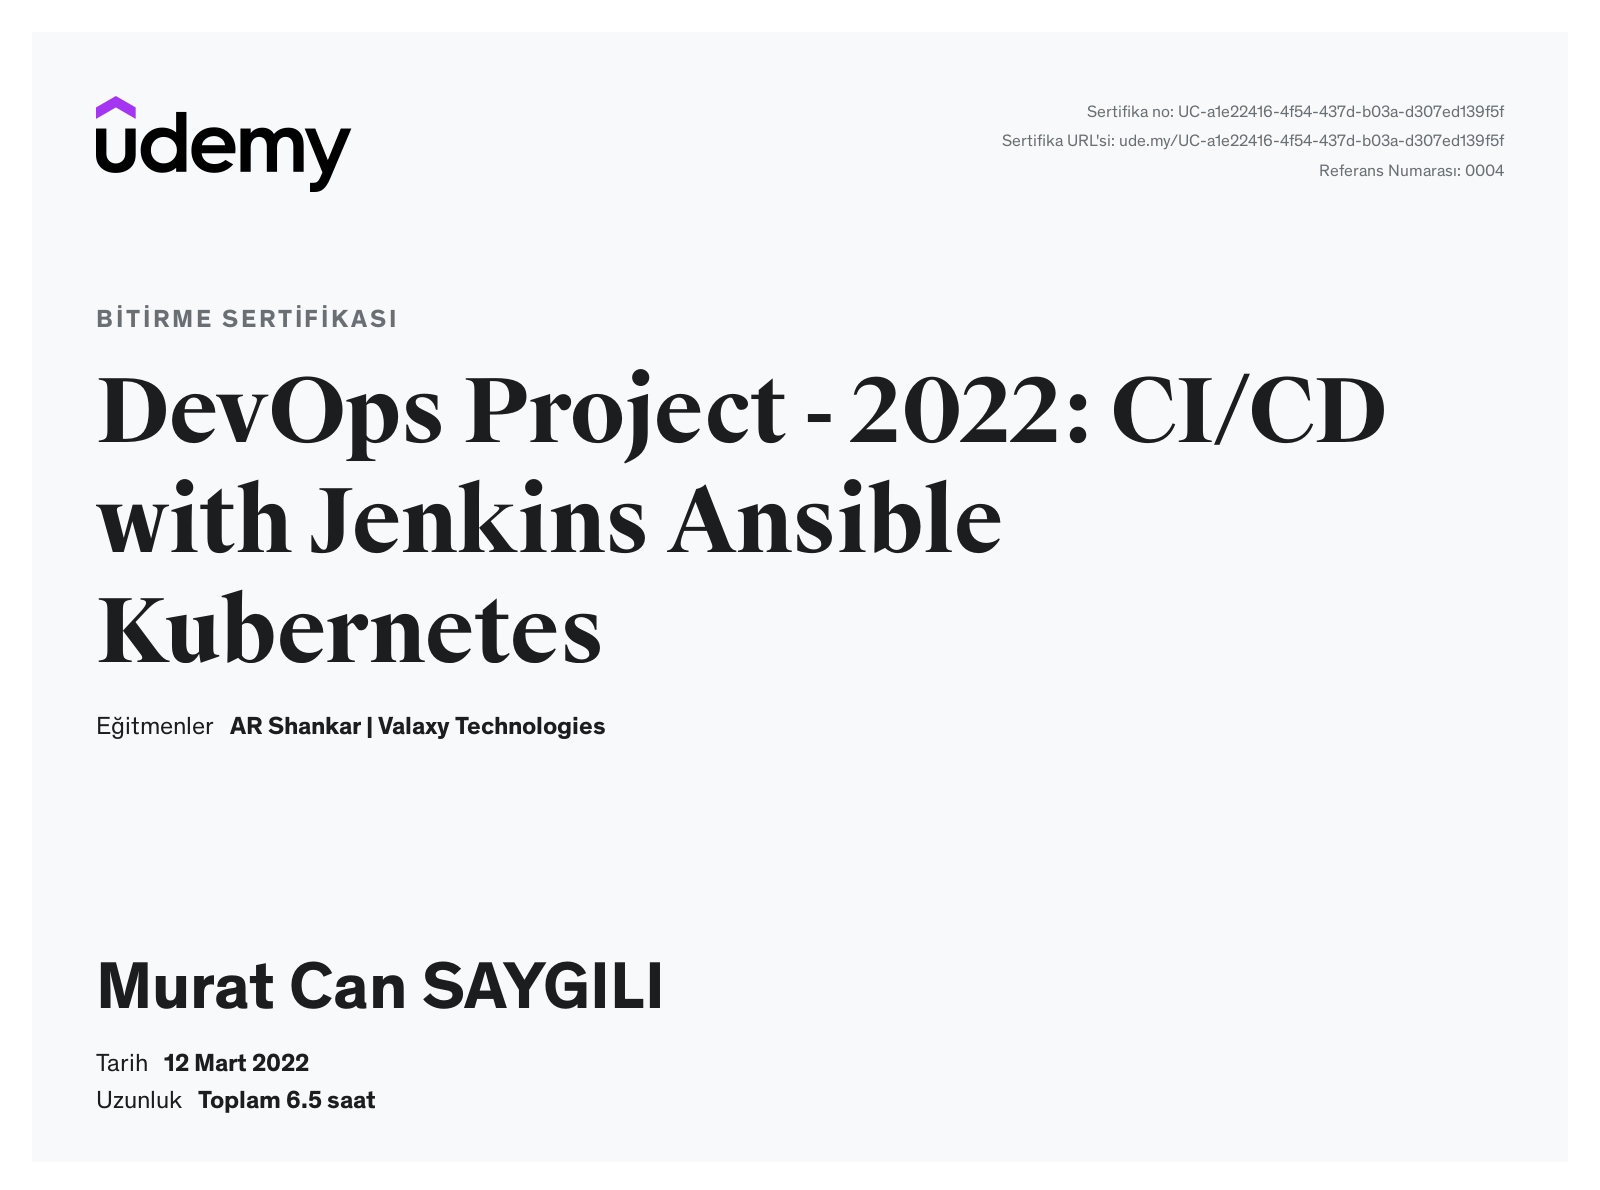 udemy
Sertifika no: UC-a1e22416-4f54-437d-b03a-d307ed139f5f
Sertifika URL'si: ude.my/UC-a1e22416-4f54-437d-b03a-d307ed139f5f
Referans Numarası: 0004
BİTİRME SERTİFİKASI
DevOps Project - 2022: CI/CD
with Jenkins Ansible
Kubernetes
Eğitmenler AR Shankar | Valaxy Technologies
Murat Can SAYGILI
Tarih 12 Mart 2022
Uzunluk Toplam 6.5 saat